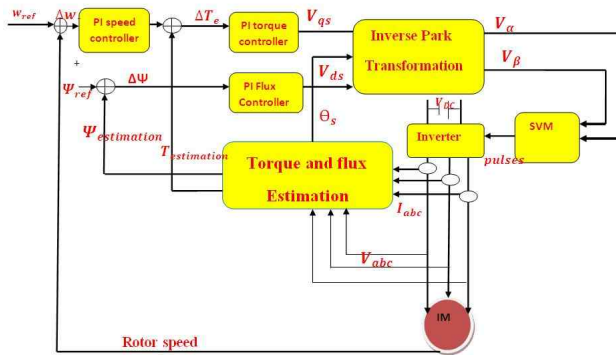 w_ref
Δw
PI speed controller
ΔT_e
PI torque controller
V_qs
Inverse Park Transformation
V_α
+
Ψ_ref
ΔΨ
PI Flux Controller
V_ds
V_β
Θ_s
V_DC
Inverter
SVM
pulses
Ψ_estimation
T_estimation
Torque and flux Estimation
I_abc
V_abc
IM
Rotor speed